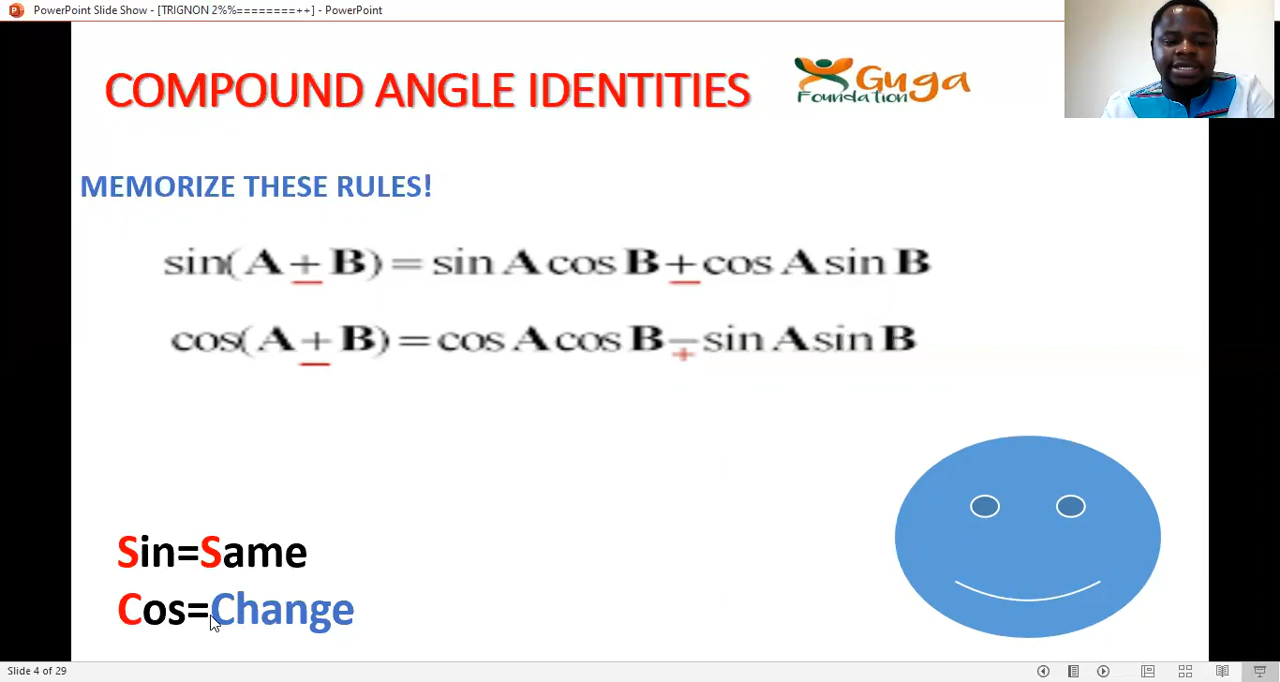 PowerPoint Slide Show - [TRIGNON 2%%========++] - PowerPoint
COMPOUND ANGLE IDENTITIES
Guga
Foundation
MEMORIZE THESE RULES!
sin(A ± B) = sin A cos B ± cos A sin B
cos(A ± B) = cos A cos B ∓ sin A sin B
Sin=Same
Cos=Change
Slide 4 of 29